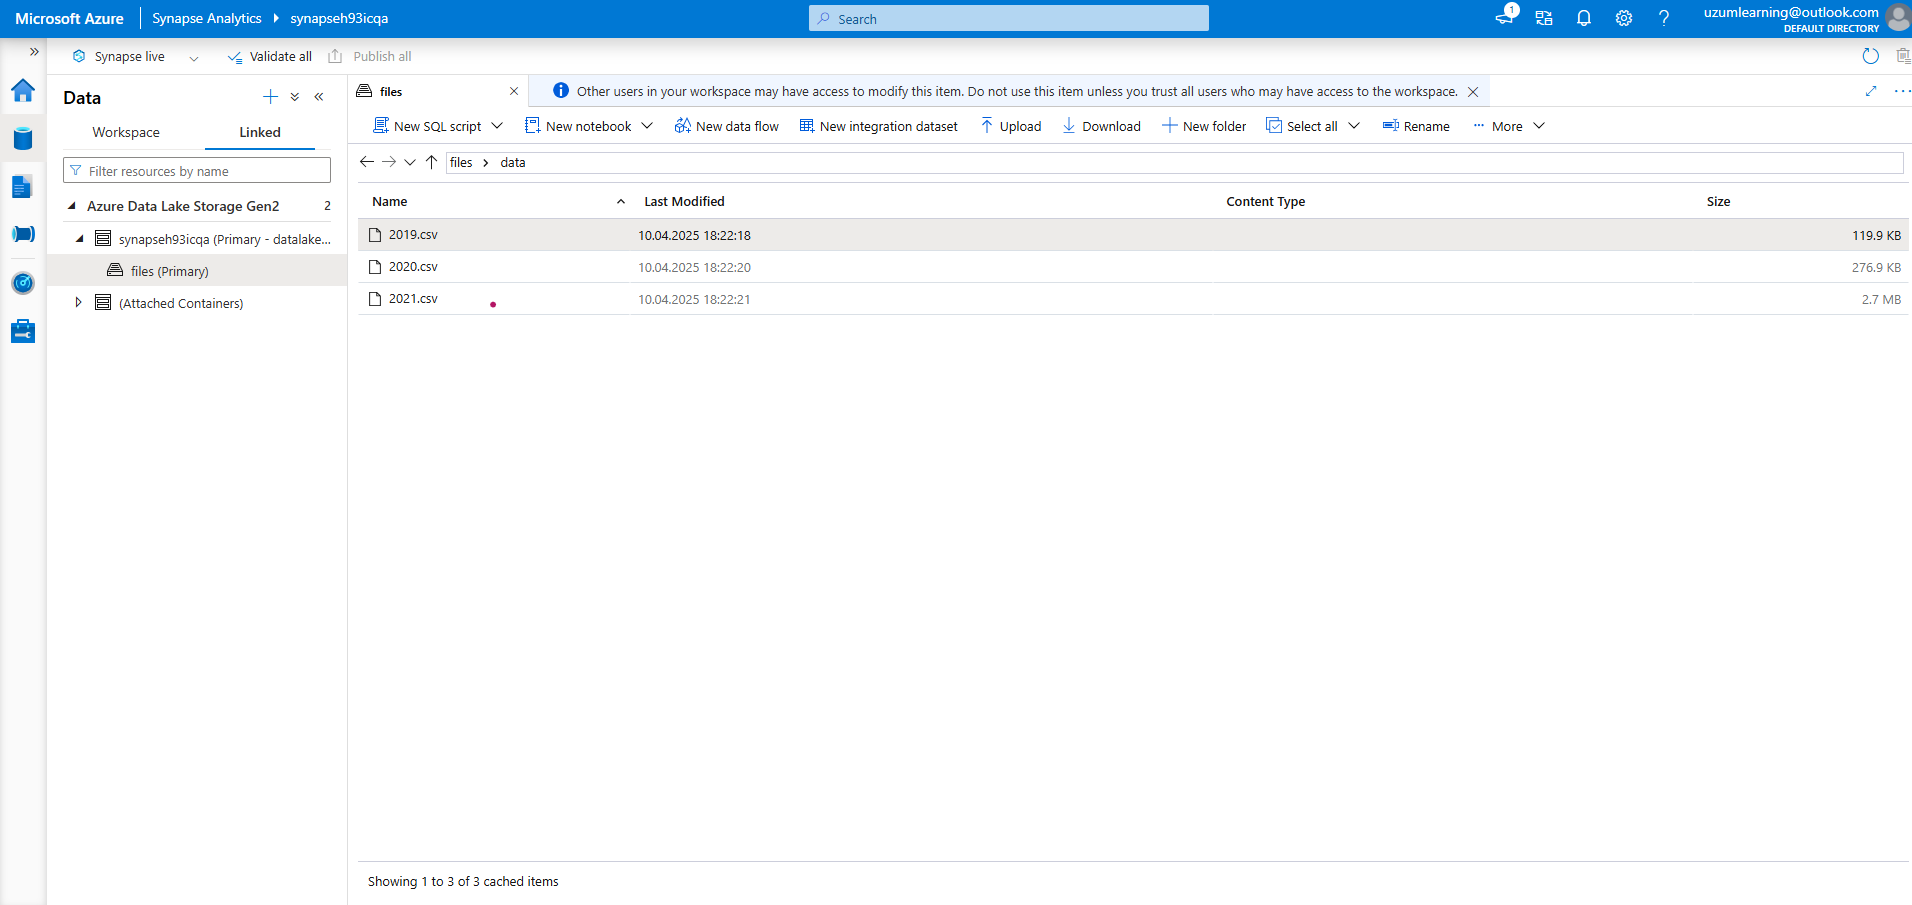 Microsoft Azure Synapse Analytics synapseh93icqa Search 1 uzumlearning@outlook.com
DEFAULT DIRECTORY
Synapse live Validate all Publish all
Data
Workspace Linked
Filter resources by name
Azure Data Lake Storage Gen2 2
synapseh93icqa (Primary - datalake...
files (Primary)
(Attached Containers)
files Other users in your workspace may have access to modify this item. Do not use this item unless you trust all users who may have access to the workspace.
New SQL script New notebook New data flow New integration dataset Upload Download New folder Select all Rename More
files data
Name Last Modified Content Type Size
2019.csv 10.04.2025 18:22:18 119.9 KB
2020.csv 10.04.2025 18:22:20 276.9 KB
2021.csv 10.04.2025 18:22:21 2.7 MB
Showing 1 to 3 of 3 cached items